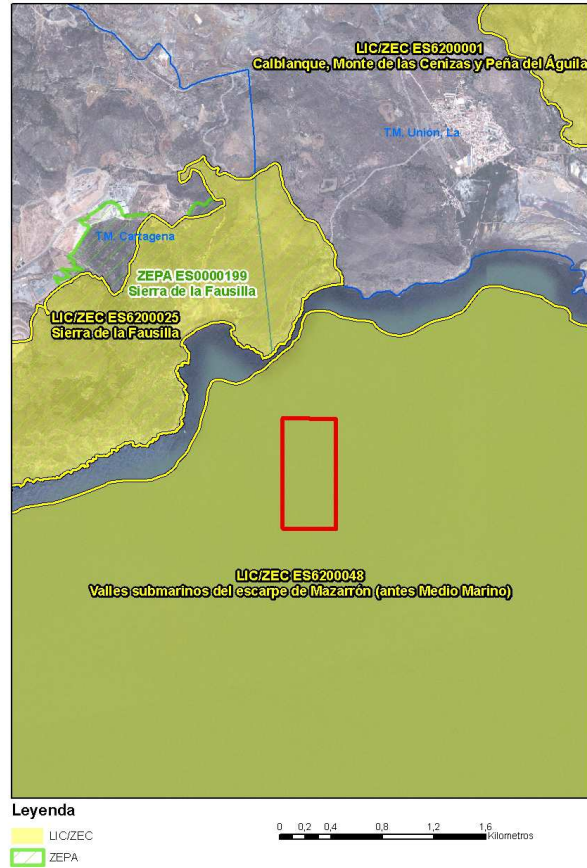 LIC/ZEC ES6200001
Calblanque, Monte de las Cenizas y Peña del Águila
T.M. Unión, La
T.M. Cartagena
ZEPA ES0000199
Sierra de la Fausilla
LIC/ZEC ES6200025
Sierra de la Fausilla
LIC/ZEC ES6200048
Valles submarinos del escarpe de Mazarrón (antes Medio Marino)
Leyenda
LIC/ZEC
ZEPA
0 0,2 0,4 0,8 1,2 1,6
Kilometros